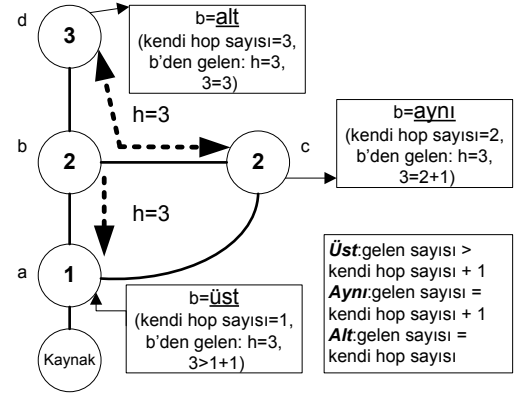 d
3
b=alt
(kendi hop sayısı=3,
b’den gelen: h=3,
3=3)
h=3
b
2
2
c
b=aynı
(kendi hop sayısı=2,
b’den gelen: h=3,
3=2+1)
h=3
a
1
b=üst
(kendi hop sayısı=1,
b’den gelen: h=3,
3>1+1)
Üst:gelen sayısı >
kendi hop sayısı + 1
Aynı:gelen sayısı =
kendi hop sayısı + 1
Alt:gelen sayısı =
kendi hop sayısı
Kaynak